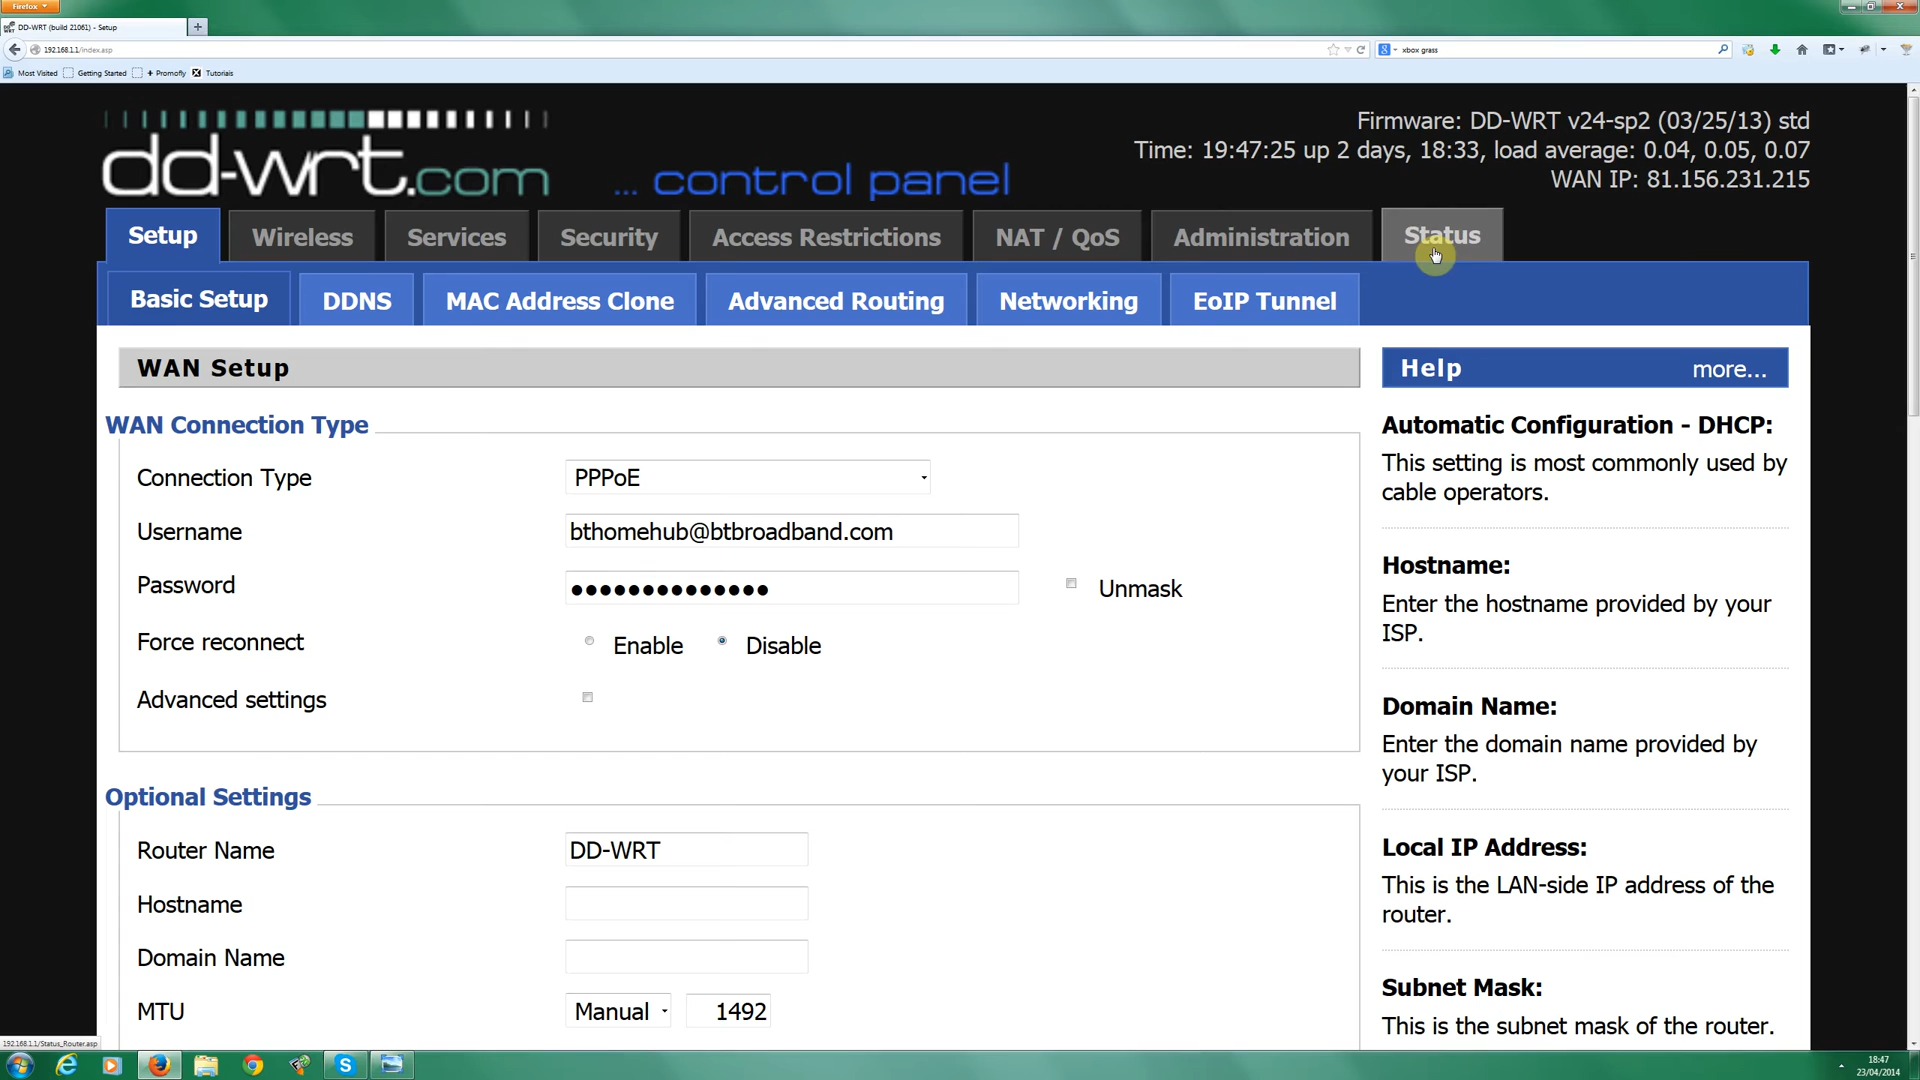 Firefox
DD-WRT (build 21061) - Setup
192.168.1.1/index.asp
xbox grass
Most Visited Getting Started Promofly Tutorials
dd-wrt.com ... control panel
Firmware: DD-WRT v24-sp2 (03/25/13) std
Time: 19:47:25 up 2 days, 18:33, load average: 0.04, 0.05, 0.07
WAN IP: 81.156.231.215
Setup Wireless Services Security Access Restrictions NAT / QoS Administration Status
Basic Setup DDNS MAC Address Clone Advanced Routing Networking EoIP Tunnel
WAN Setup
WAN Connection Type
Connection Type PPPoE
Username bthomehub@btbroadband.com
Password ●●●●●●●●●●●●●● Unmask
Force reconnect Enable Disable
Advanced settings
Optional Settings
Router Name DD-WRT
Hostname
Domain Name
MTU Manual 1492
Help more...
Automatic Configuration - DHCP:
This setting is most commonly used by
cable operators.
Hostname:
Enter the hostname provided by your
ISP.
Domain Name:
Enter the domain name provided by
your ISP.
Local IP Address:
This is the LAN-side IP address of the
router.
Subnet Mask:
This is the subnet mask of the router.
192.168.1.1/Status_Router.asp
18:47
23/04/2014